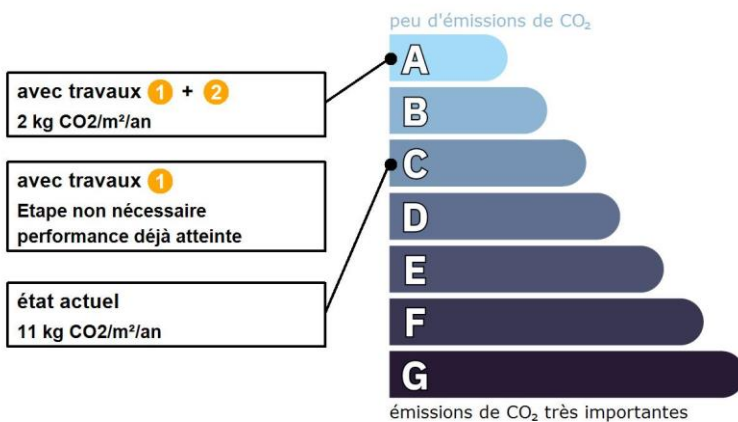 peu d'émissions de CO₂
A
avec travaux 1 + 2
2 kg CO2/m²/an
B
avec travaux 1
Etape non nécessaire
performance déjà atteinte
C
D
E
état actuel
11 kg CO2/m²/an
F
G
émissions de CO₂ très importantes